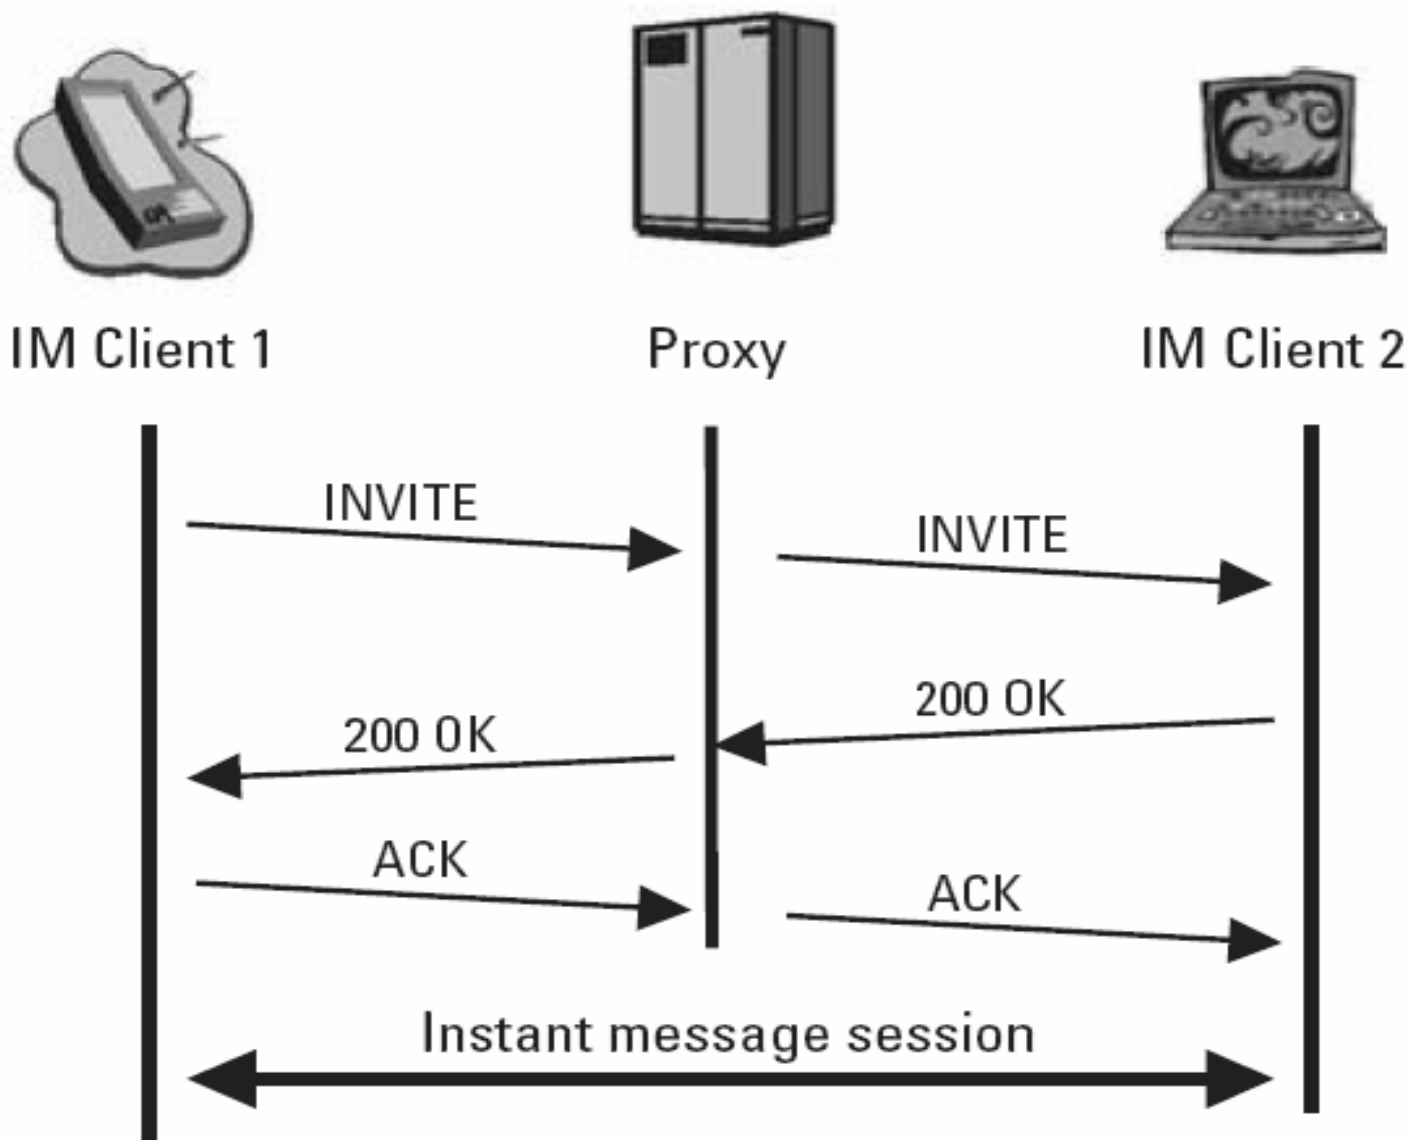 IM Client 1
Proxy
IM Client 2
INVITE
INVITE
200 OK
200 OK
ACK
ACK
Instant message session